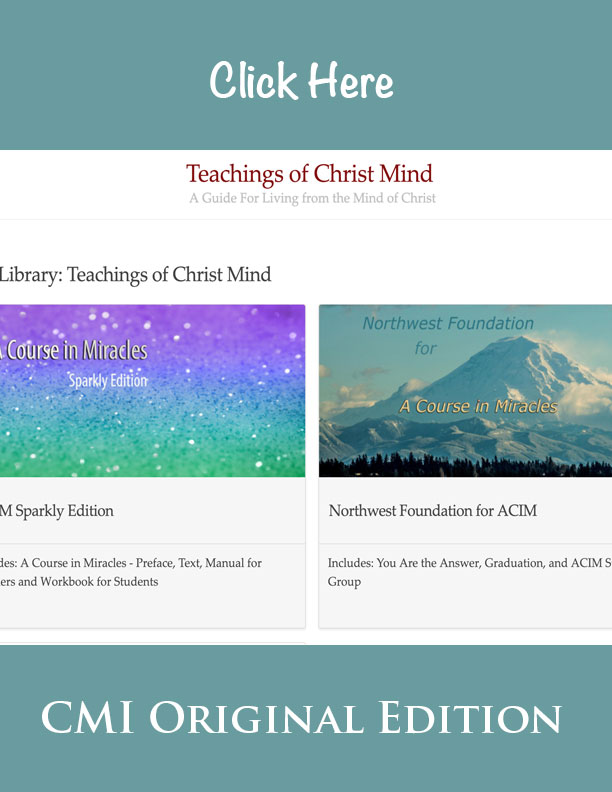 Click Here
Teachings of Christ Mind
A Guide For Living from the Mind of Christ
Library: Teachings of Christ Mind
A Course in Miracles
Sparkly Edition
Northwest Foundation
for
A Course in Miracles
M Sparkly Edition
Northwest Foundation for ACIM
des: A Course in Miracles - Preface, Text, Manual for
ers and Workbook for Students
Includes: You Are the Answer, Graduation, and ACIM S
Group
CMI Original Edition